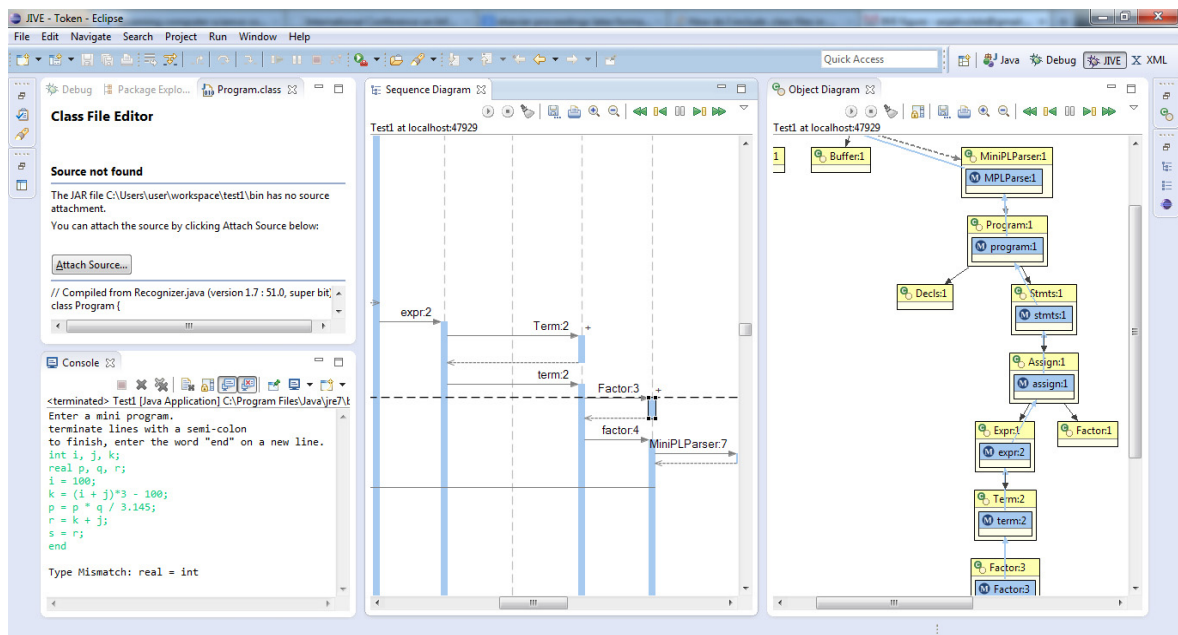 JIVE - Token - Eclipse
File Edit Navigate Search Project Run Window Help
Quick Access
Java Debug JIVE XML
Debug Package Explo... Program.class
Class File Editor
Source not found
The JAR file C:\Users\user\workspace\test1\bin has no source
attachment.
You can attach the source by clicking Attach Source below:
Attach Source...
// Compiled from Recognizer.java (version 1.7 : 51.0, super bit)
class Program {
Console
<terminated> Test1 [Java Application] C:\Program Files\Java\jre7\b
Enter a mini program.
terminate lines with a semi-colon
to finish, enter the word "end" on a new line.
int i, j, k;
real p, q, r;
i = 100;
k = (i + j)*3 - 100;
p = p * q / 3.145;
r = k + j;
s = r;
end
Type Mismatch: real = int
Sequence Diagram
Test1 at localhost:47929
expr:2
Term:2
+
term:2
Factor:3
+
factor:4
MiniPLParser:7
Object Diagram
Test1 at localhost:47929
1
Buffer:1
MiniPLParser:1
MPLParse:1
Program:1
program:1
Decls:1
Stmts:1
stmts:1
Assign:1
assign:1
Expr:1
expr:2
Factor:1
Term:2
term:2
Factor:3
Factor:3